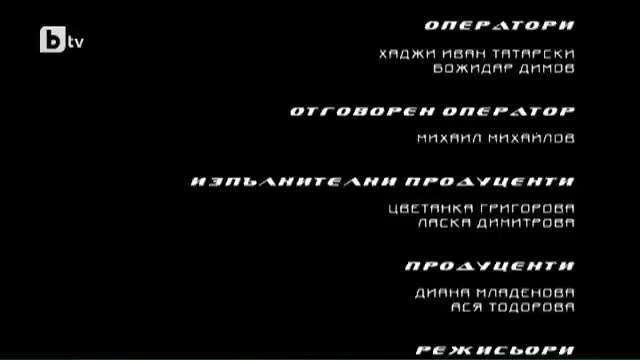 btv
ОПЕРАТОРИ
ХАДЖИ ИВАН ТАТАРСКИ
БОЖИДАР ДИМОВ
ОТГОВОРЕН ОПЕРАТОР
МИХАИЛ МИХАЙЛОВ
ИЗПЪЛНИТЕЛНИ ПРОДУЦЕНТИ
ЦВЕТАНКА ГРИГОРОВА
ЛАСКА ДИМИТРОВА
ПРОДУЦЕНТИ
ДИАНА МЛАДЕНОВА
АСЯ ТОДОРОВА
РЕЖИСЬОРИ